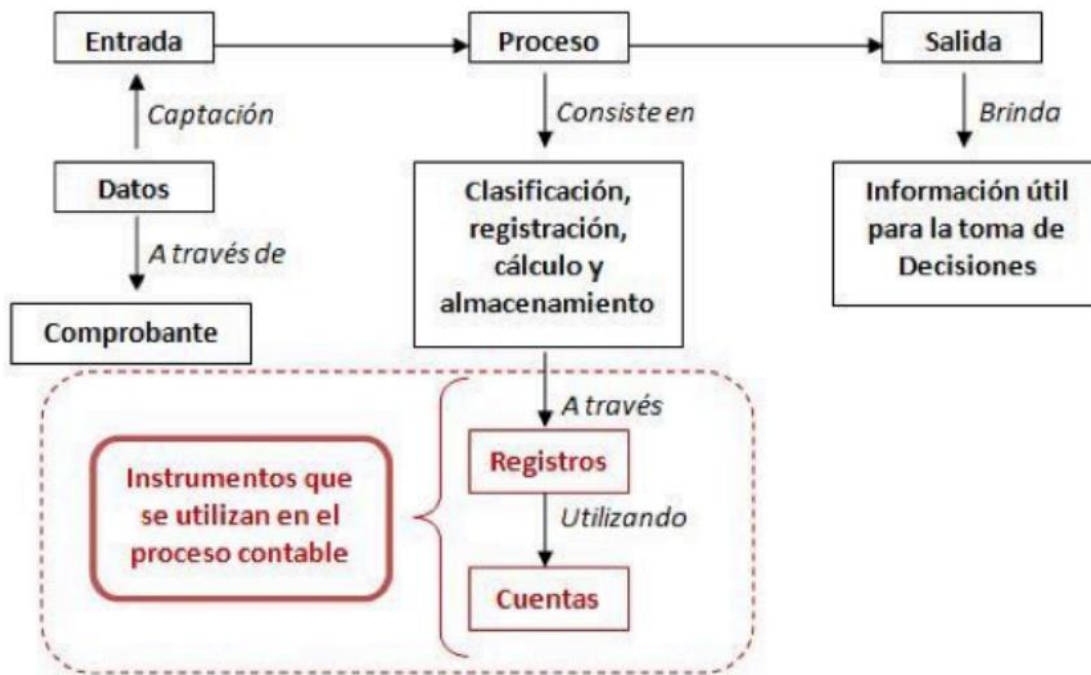 Entrada
Proceso
Salida
Captación
Consiste en
Brinda
Datos
Clasificación,
registración,
cálculo y
almacenamiento
Información útil
para la toma de
Decisiones
A través de
Comprobante
A través
Registros
Instrumentos que
se utilizan en el
proceso contable
Utilizando
Cuentas